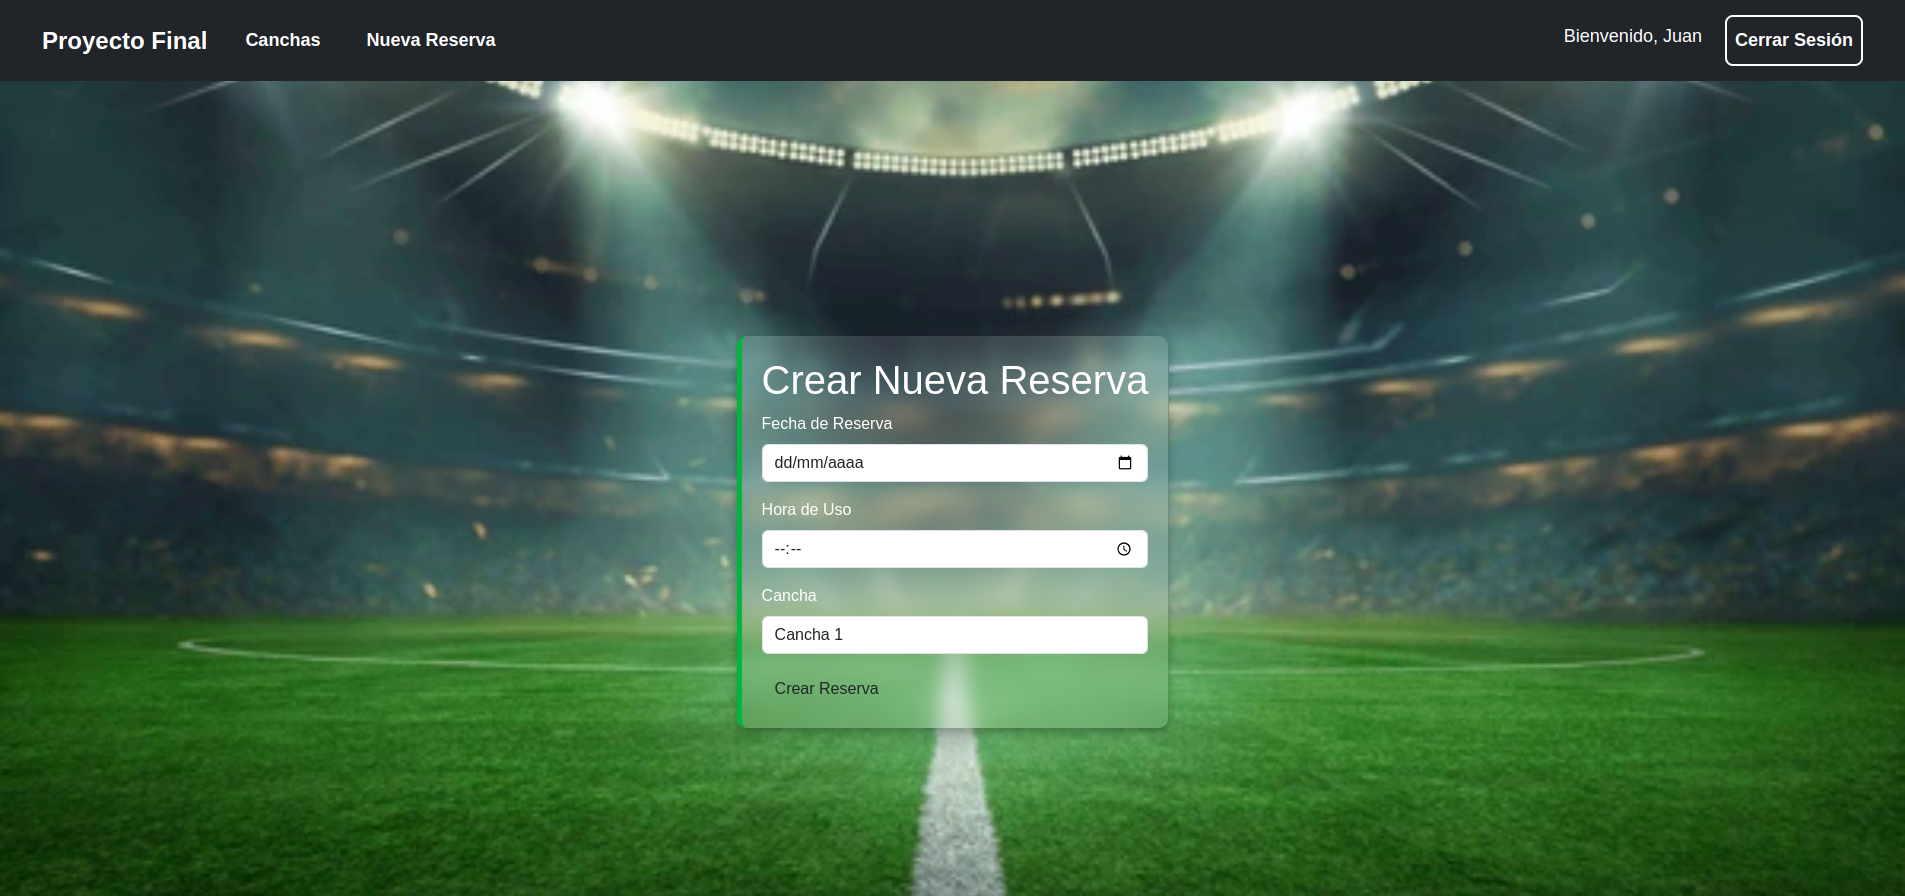 Proyecto Final Canchas Nueva Reserva Bienvenido, Juan Cerrar Sesión
Crear Nueva Reserva
Fecha de Reserva
dd/mm/aaaa
Hora de Uso
--:--
Cancha
Cancha 1
Crear Reserva